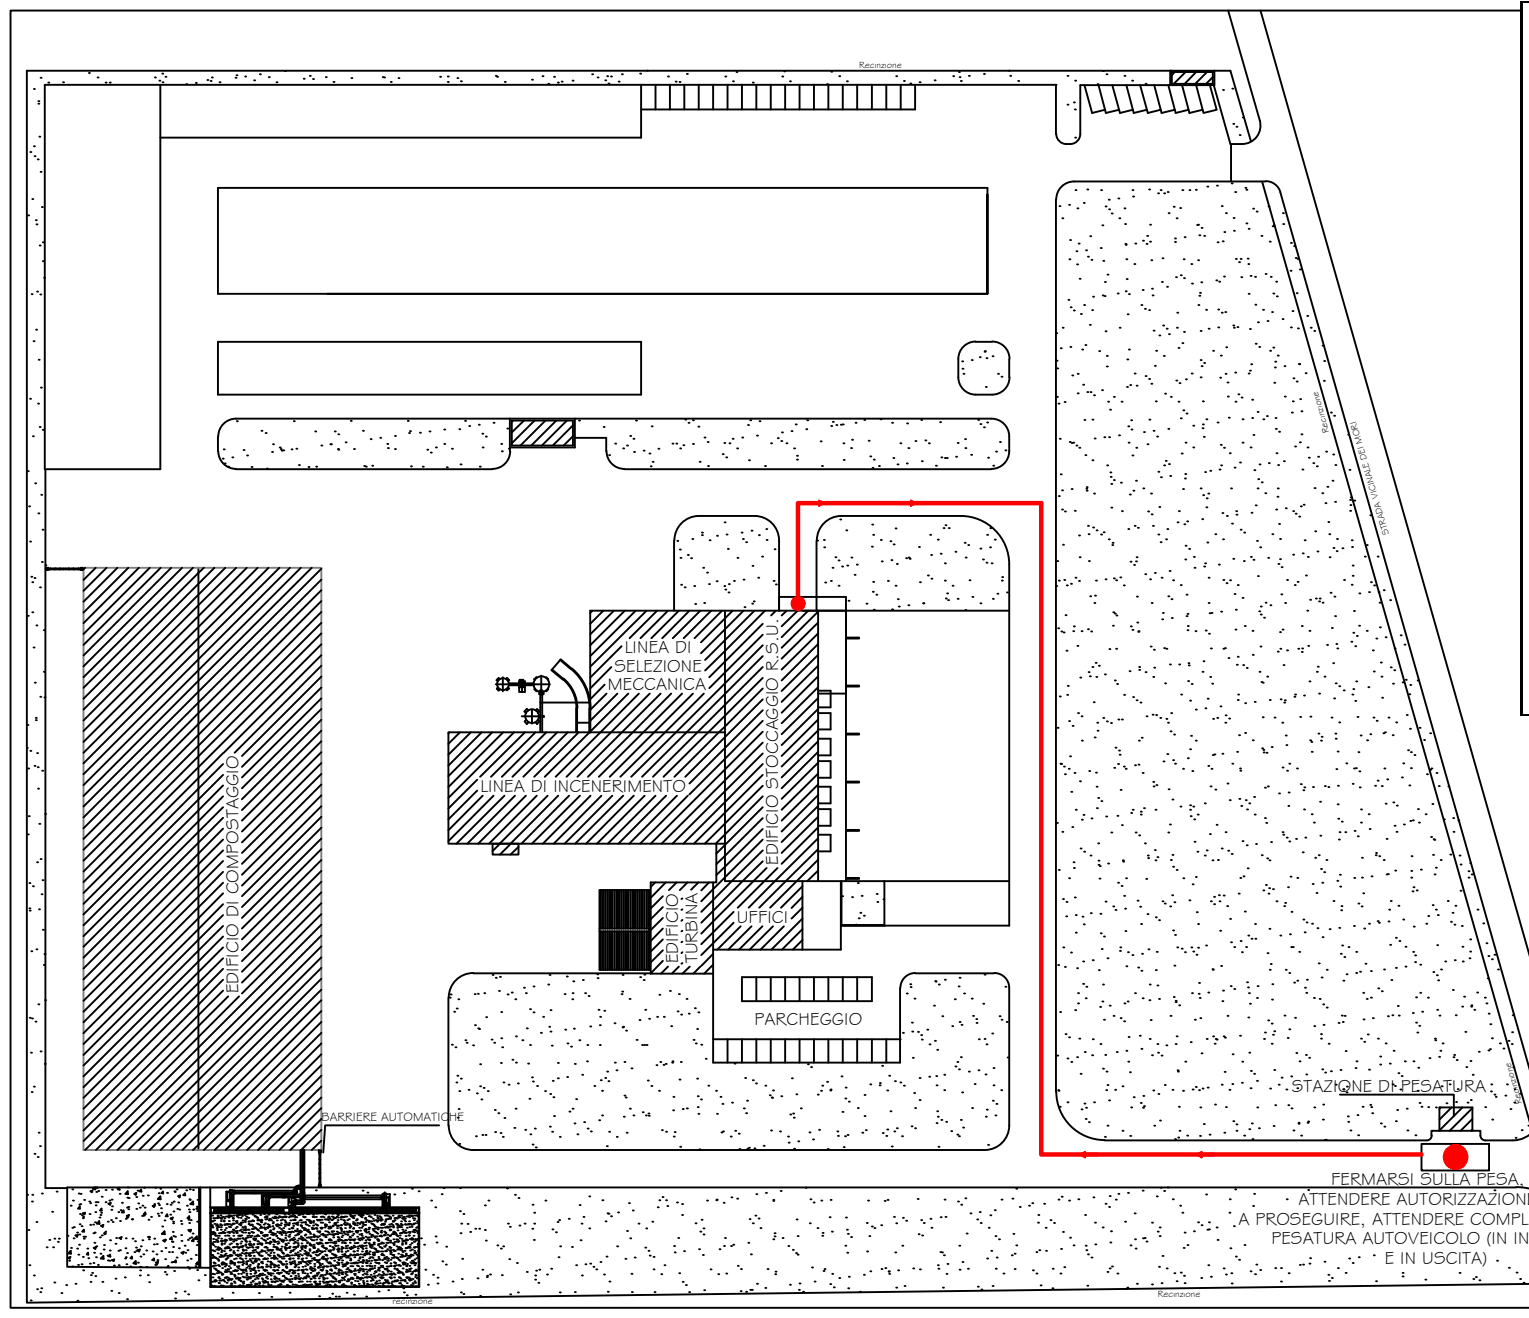 Recinzione
Recinzione
STRADA VICINALE DEI MORI
LINEA DI
SELEZIONE
MECCANICA
EDIFICIO STOCCAGGIO R.S.U.
LINEA DI INCENERIMENTO
EDIFICIO DI COMPOSTAGGIO
EDIFICIO
TURBINA
UFFICI
PARCHEGGIO
Recinzione
STAZIONE DI PESATURA
BARRIERE AUTOMATICHE
FERMARSI SULLA PESA,
ATTENDERE AUTORIZZAZIONE
A PROSEGUIRE, ATTENDERE COMPL
PESATURA AUTOVEICOLO (IN IN
E IN USCITA)
recinzione
Recinzione